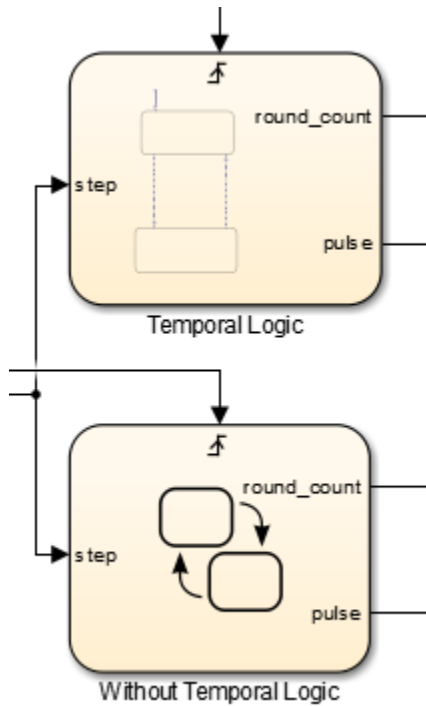 round_count
step
pulse
Temporal Logic
round_count
step
pulse
Without Temporal Logic